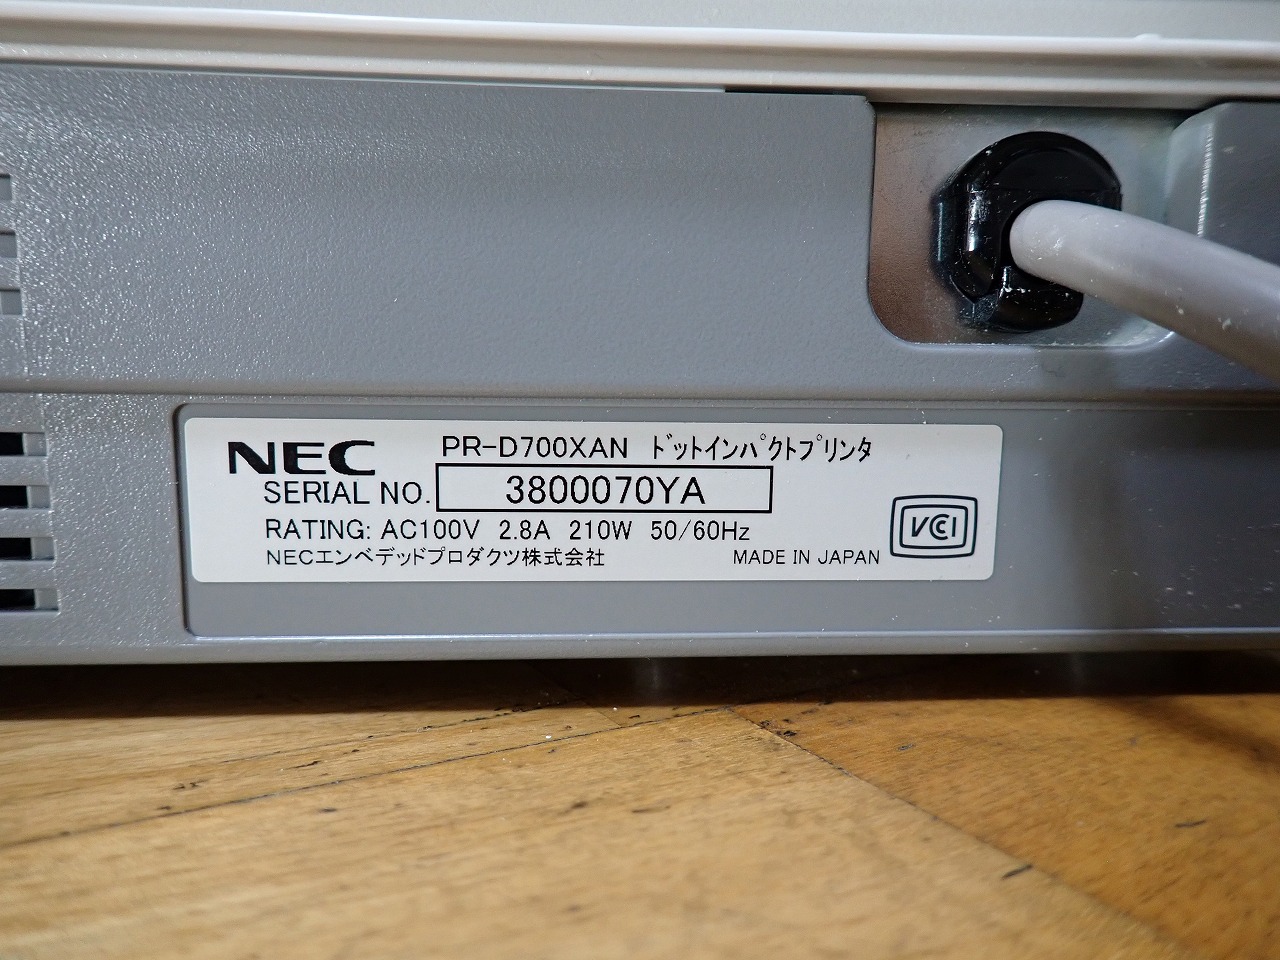 NEC PR-D700XAN ﾄﾞｯﾄｲﾝﾊﾟｸﾄﾌﾟﾘﾝﾀ
SERIAL NO. 3800070YA
RATING: AC100V 2.8A 210W 50/60Hz
NECエンベデッドプロダクツ株式会社 MADE IN JAPAN
VCCI